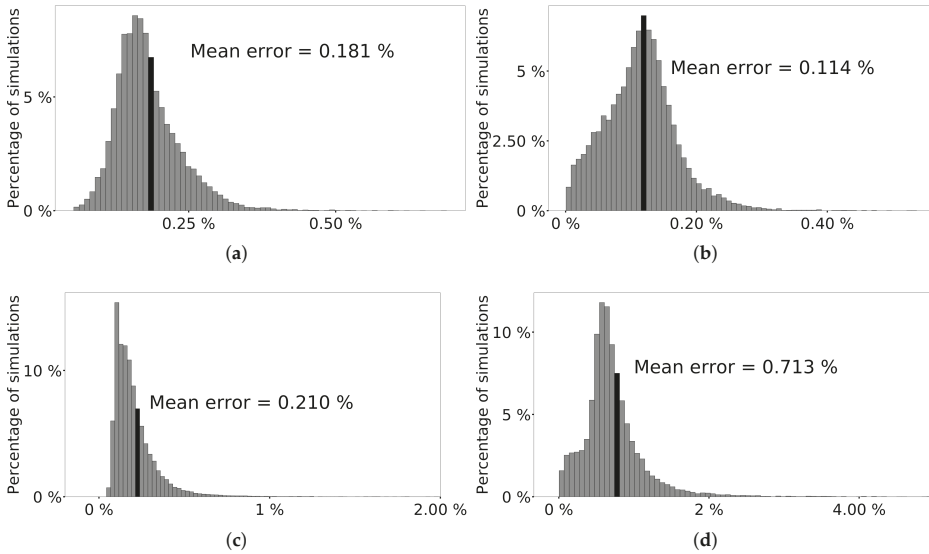 Percentage of simulations
Mean error = 0.181 %
5 %
0 %
0.25 %
0.50 %
(a)
Percentage of simulations
Mean error = 0.114 %
5 %
2.50 %
0 %
0 %
0.20 %
0.40 %
(b)
Percentage of simulations
10 %
Mean error = 0.210 %
0 %
0 %
1 %
2.00 %
(c)
Percentage of simulations
10 %
Mean error = 0.713 %
5 %
0 %
0 %
2 %
4.00 %
(d)